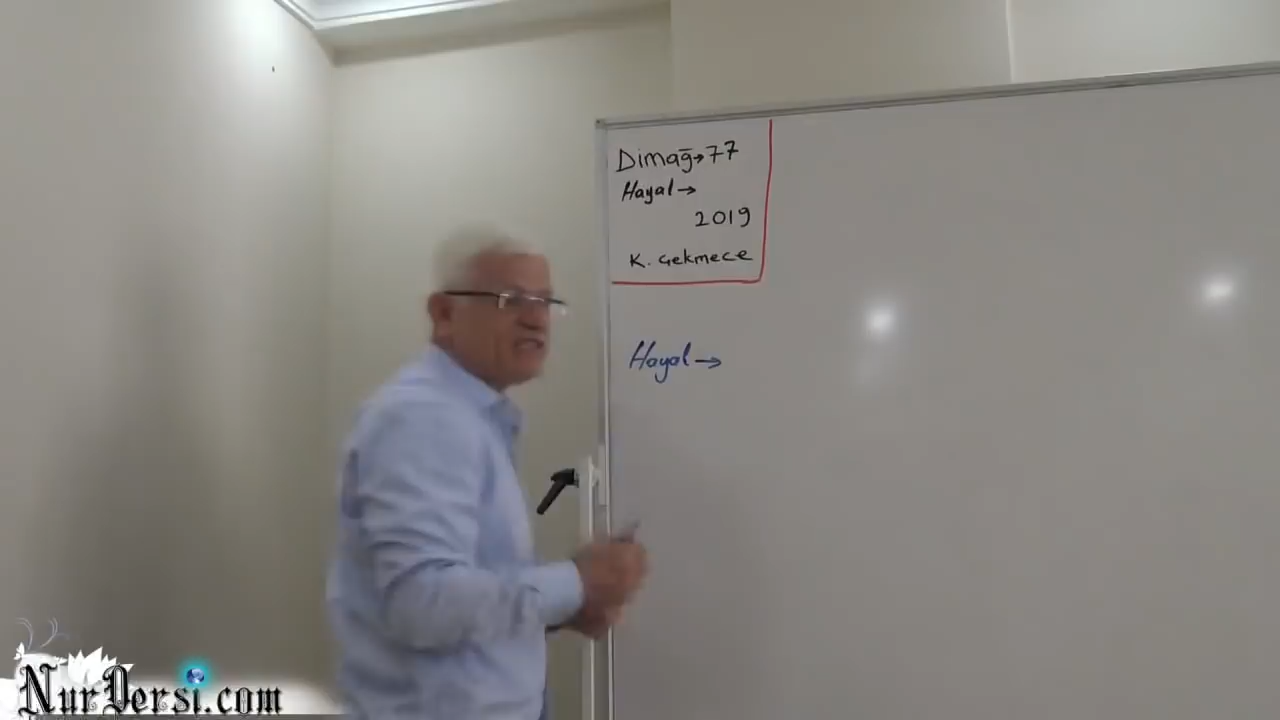 Dimağ→77
Hayal→
2019
K. Çekmece
Hayal→
NurDersi.com